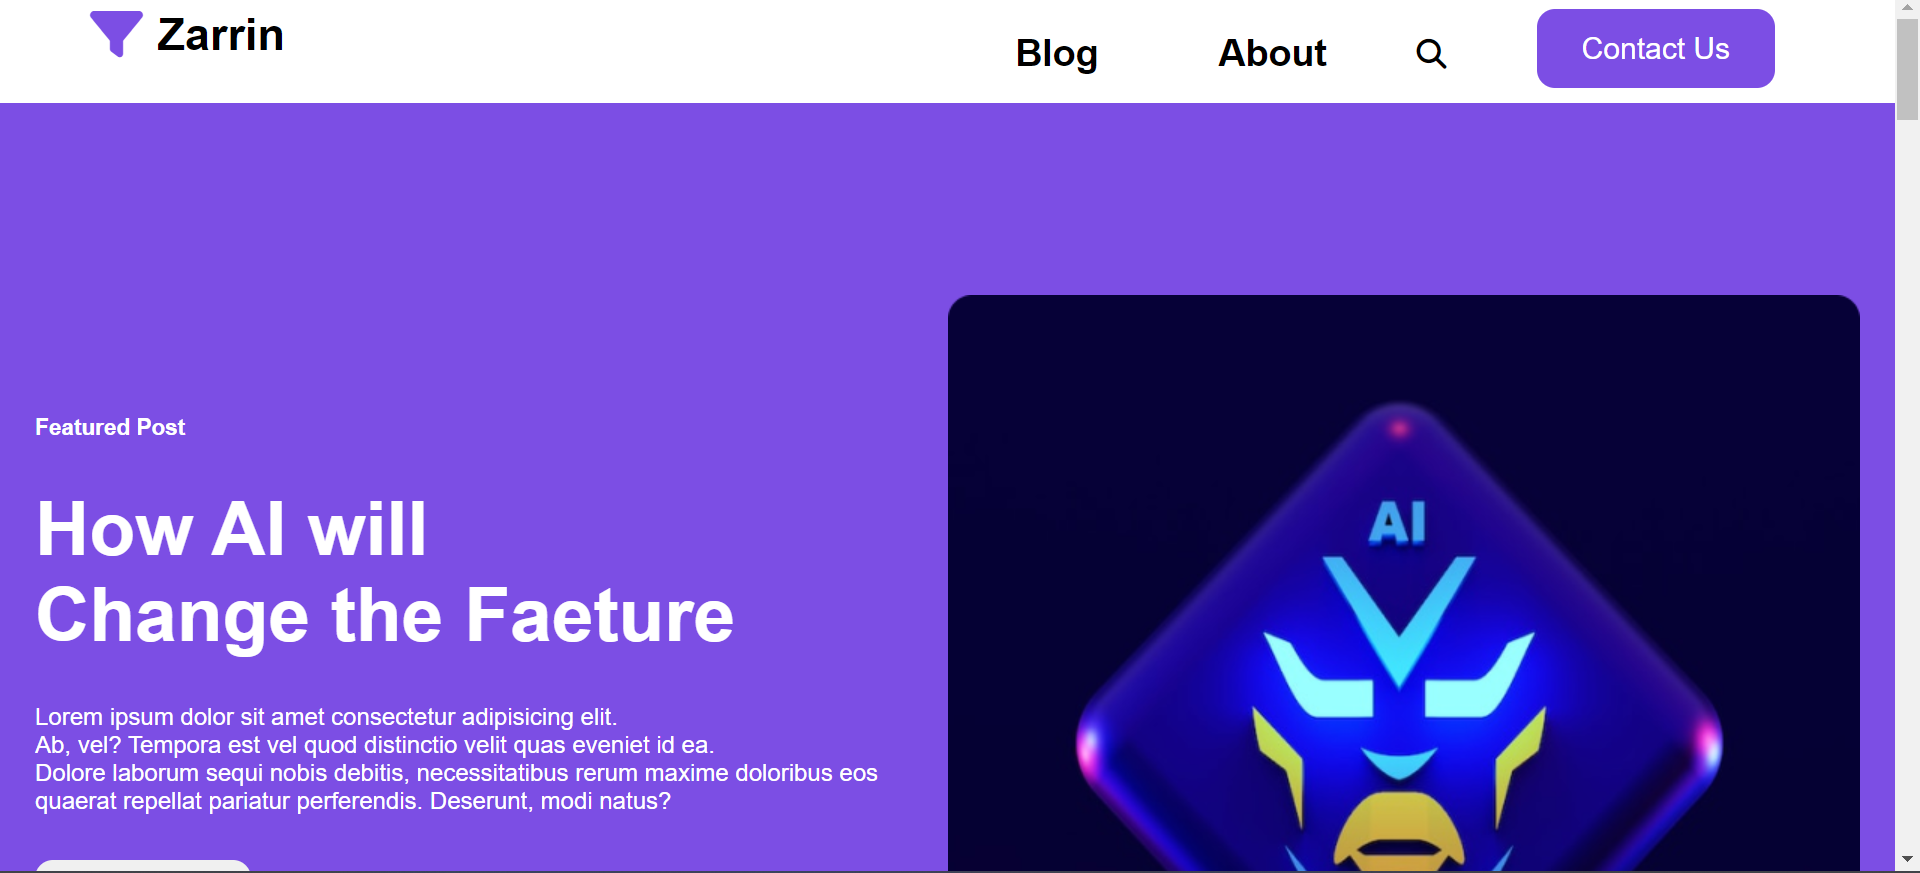 Zarrin
Blog
About
Contact Us
Featured Post
How AI will
Change the Faeture
Lorem ipsum dolor sit amet consectetur adipisicing elit.
Ab, vel? Tempora est vel quod distinctio velit quas eveniet id ea.
Dolore laborum sequi nobis debitis, necessitatibus rerum maxime doloribus eos
quaerat repellat pariatur perferendis. Deserunt, modi natus?
AI